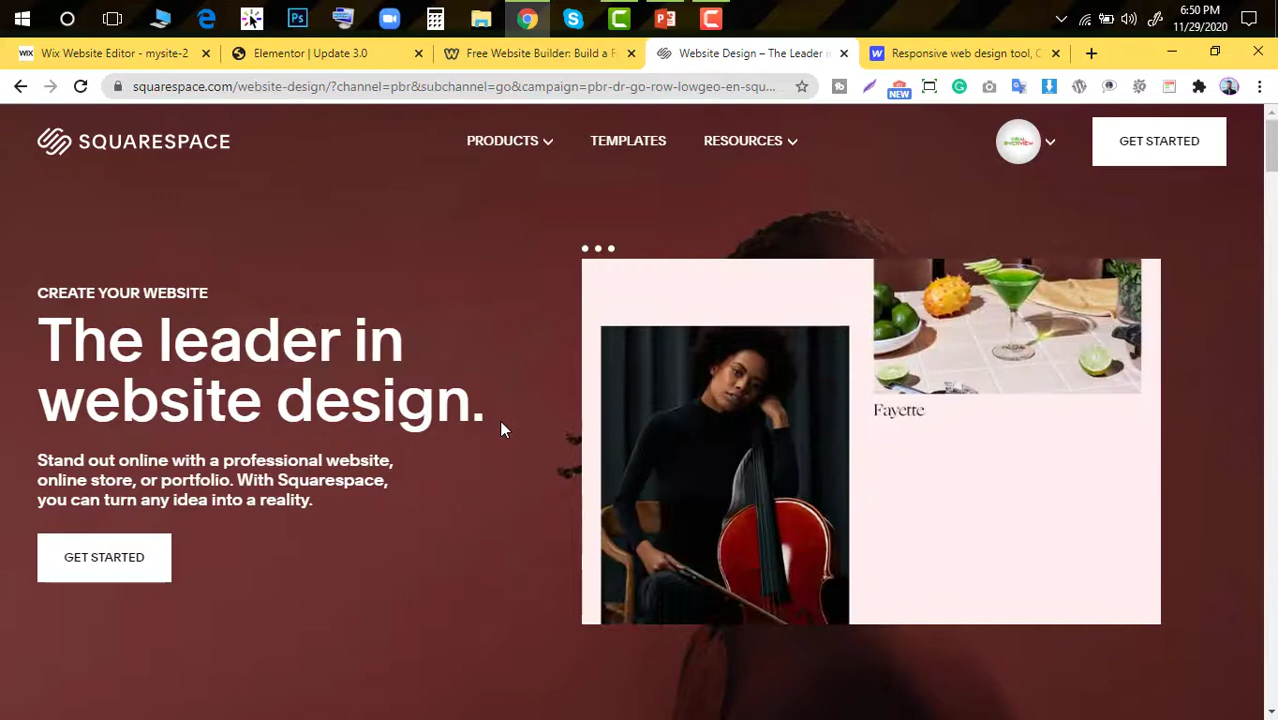 6:50 PM
11/29/2020
Wix Website Editor - mysite-2
Elementor | Update 3.0
Free Website Builder: Build a F
Website Design – The Leader i
Responsive web design tool, C
squarespace.com/website-design/?channel=pbr&subchannel=go&campaign=pbr-dr-go-row-lowgeo-em-squ...
NEW
SQUARESPACE
PRODUCTS
TEMPLATES
RESOURCES
GET STARTED
CREATE YOUR WEBSITE
The leader in
website design.
Stand out online with a professional website,
online store, or portfolio. With Squarespace,
you can turn any idea into a reality.
GET STARTED
Fayette